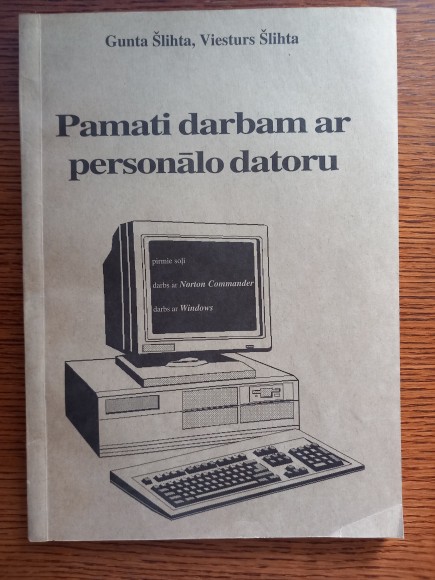 Gunta Šlihta, Viesturs Šlihta
Pamati darbam ar
personālo datoru
pirmie soļi
darbs ar Norton Commander
darbs ar Windows